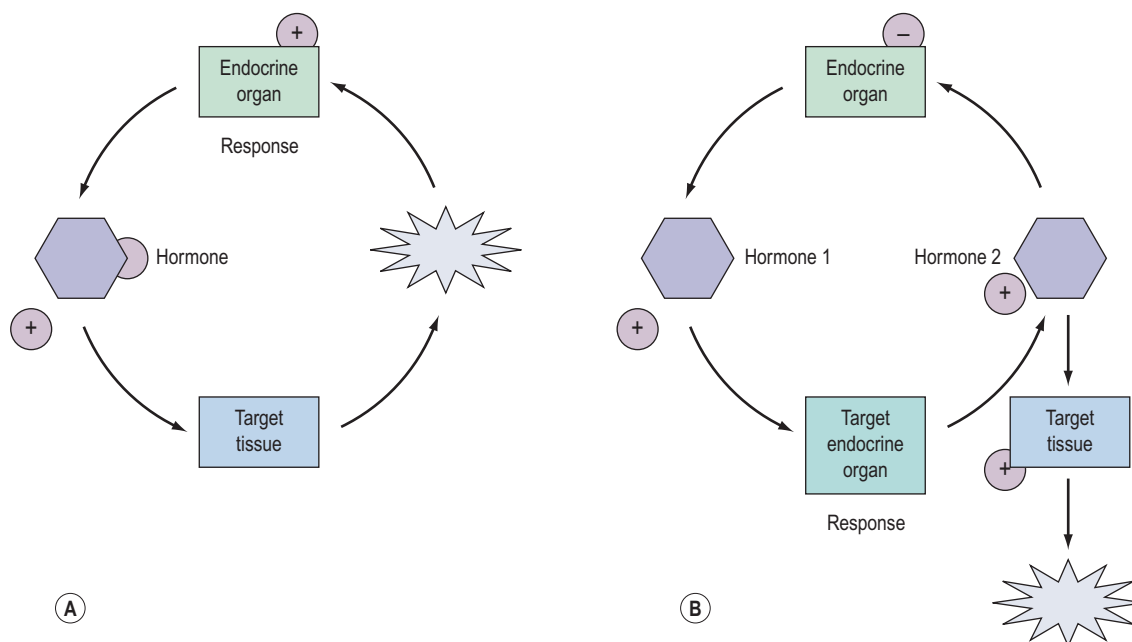 +
Endocrine
organ
Response
Hormone
+
Target
tissue
A
−
Endocrine
organ
Hormone 1
Hormone 2
+
+
Target
endocrine
organ
Response
Target
tissue
+
B